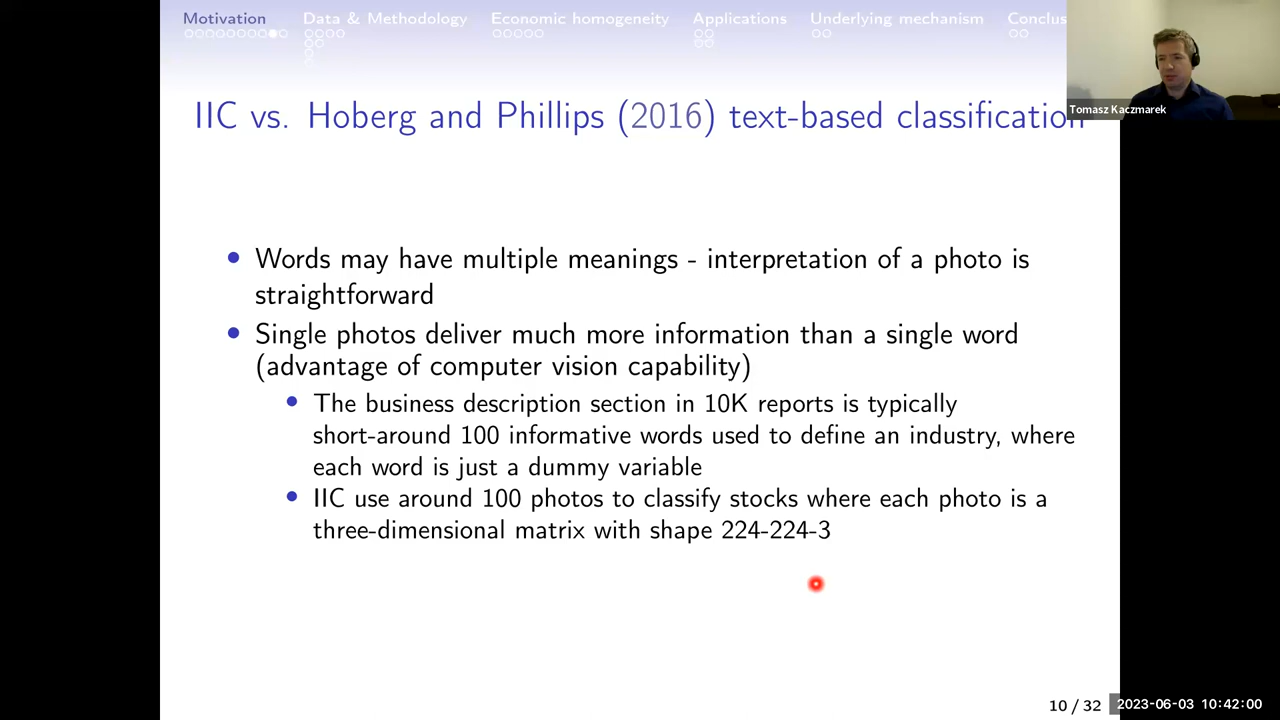 Motivation Data & Methodology Economic homogeneity Applications Underlying mechanism Conclus
Tomasz Kaczmarek
IIC vs. Hoberg and Phillips (2016) text-based classification
• Words may have multiple meanings - interpretation of a photo is
straightforward
• Single photos deliver much more information than a single word
(advantage of computer vision capability)
• The business description section in 10K reports is typically
short-around 100 informative words used to define an industry, where
each word is just a dummy variable
• IIC use around 100 photos to classify stocks where each photo is a
three-dimensional matrix with shape 224-224-3
10 / 32
2023-06-03 10:42:00